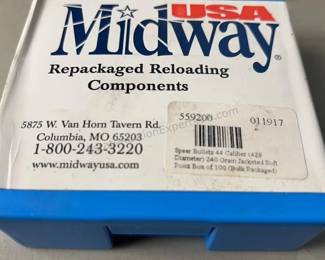 USA
Midway
Repackaged Reloading
Components
5875 W. Van Horn Tavern Rd.
Columbia, MO 65203
1-800-243-3220
www.midwayusa.com
559200 011917
Speer Bullets 44 Caliber (429
Diameter) 240 Grain Jacketed Soft
Point Box of 100 (Bulk Packaged)